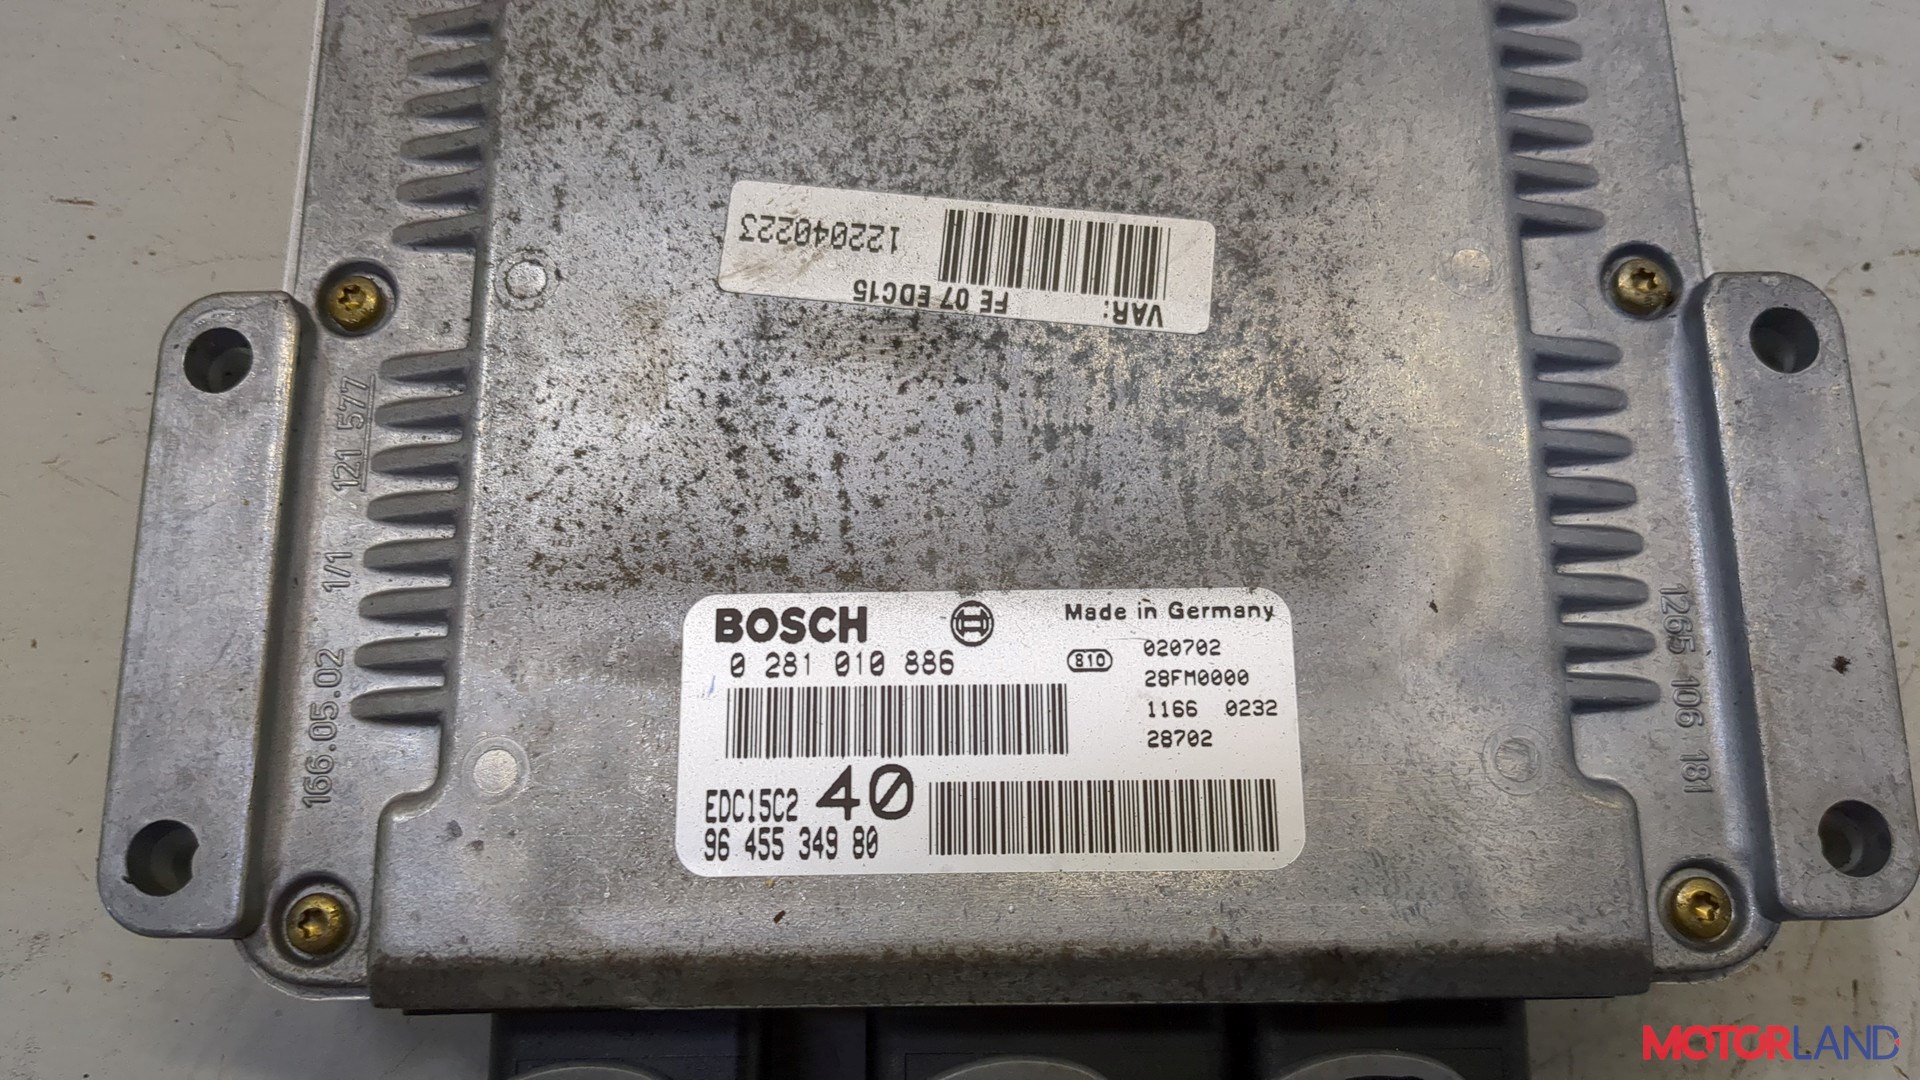 122040223
VAR:
FE 07 EDC15
121 577
1/1
166.05.02
1265 106 181
BOSCH
Made in Germany
0 281 010 886
810
020702
28FM0000
1166 0232
28702
EDC15C2 40
96 455 349 80
MOTORLAND